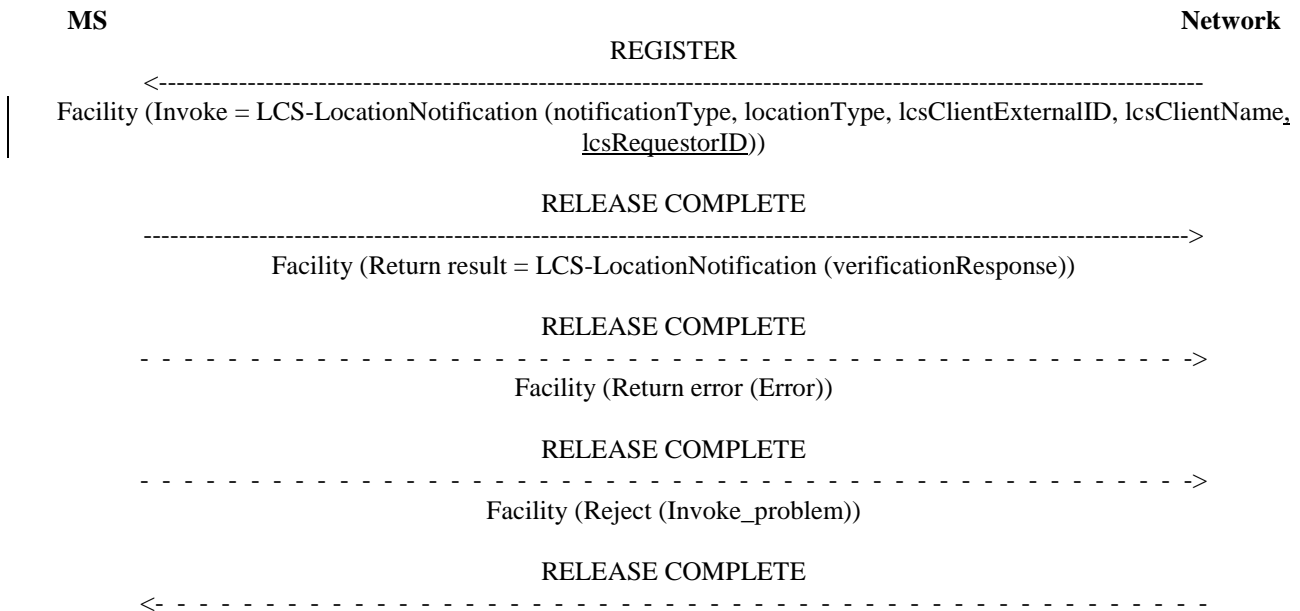 MS Network
REGISTER
<------------------------------------------------------------------------------------------------------------------------
Facility (Invoke = LCS-LocationNotification (notificationType, locationType, lcsClientExternalID, lcsClientName,
lcsRequestorID))
RELEASE COMPLETE
------------------------------------------------------------------------------------------------------------------------>
Facility (Return result = LCS-LocationNotification (verificationResponse))
RELEASE COMPLETE
- - - - - - - - - - - - - - - - - - - - - - - - - - - - - - - - - - - - - - - - - - - - - - - - ->
Facility (Return error (Error))
RELEASE COMPLETE
- - - - - - - - - - - - - - - - - - - - - - - - - - - - - - - - - - - - - - - - - - - - - - - - ->
Facility (Reject (Invoke_problem))
RELEASE COMPLETE
<- - - - - - - - - - - - - - - - - - - - - - - - - - - - - - - - - - - - - - - - - - - - - - - - -